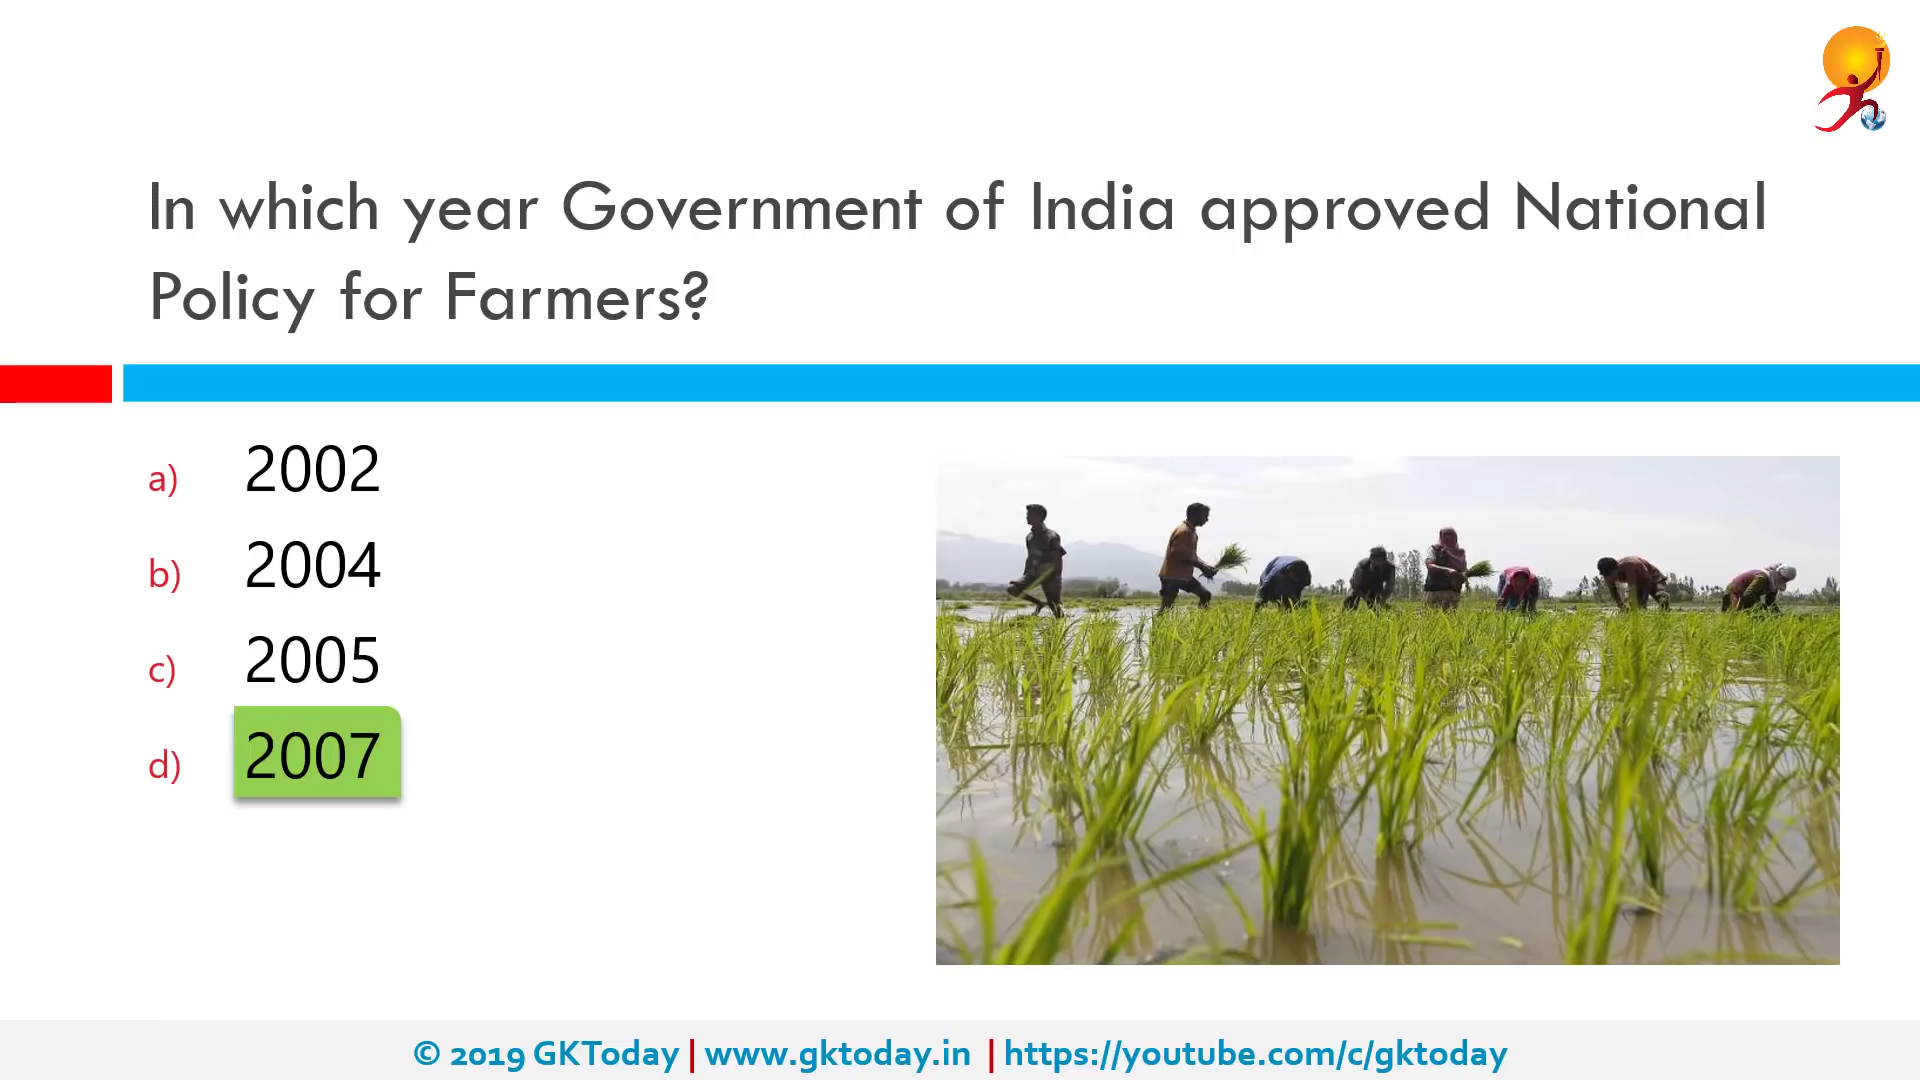 In which year Government of India approved National
Policy for Farmers?
a) 2002
b) 2004
c) 2005
d) 2007
© 2019 GKToday | www.gktoday.in | https://youtube.com/c/gktoday